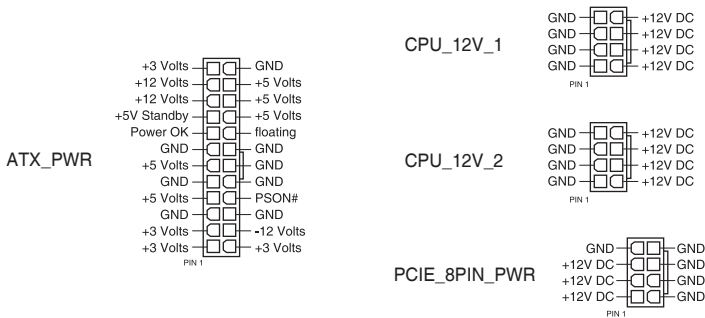 ATX_PWR
+3 Volts GND
+12 Volts +5 Volts
+12 Volts +5 Volts
+5V Standby +5 Volts
Power OK floating
GND GND
+5 Volts GND
GND GND
+5 Volts PSON#
GND GND
+3 Volts -12 Volts
+3 Volts +3 Volts
PIN 1
CPU_12V_1
GND +12V DC
GND +12V DC
GND +12V DC
GND +12V DC
PIN 1
CPU_12V_2
GND +12V DC
GND +12V DC
GND +12V DC
GND +12V DC
PIN 1
PCIE_8PIN_PWR
GND GND
+12V DC GND
+12V DC GND
+12V DC GND
PIN 1